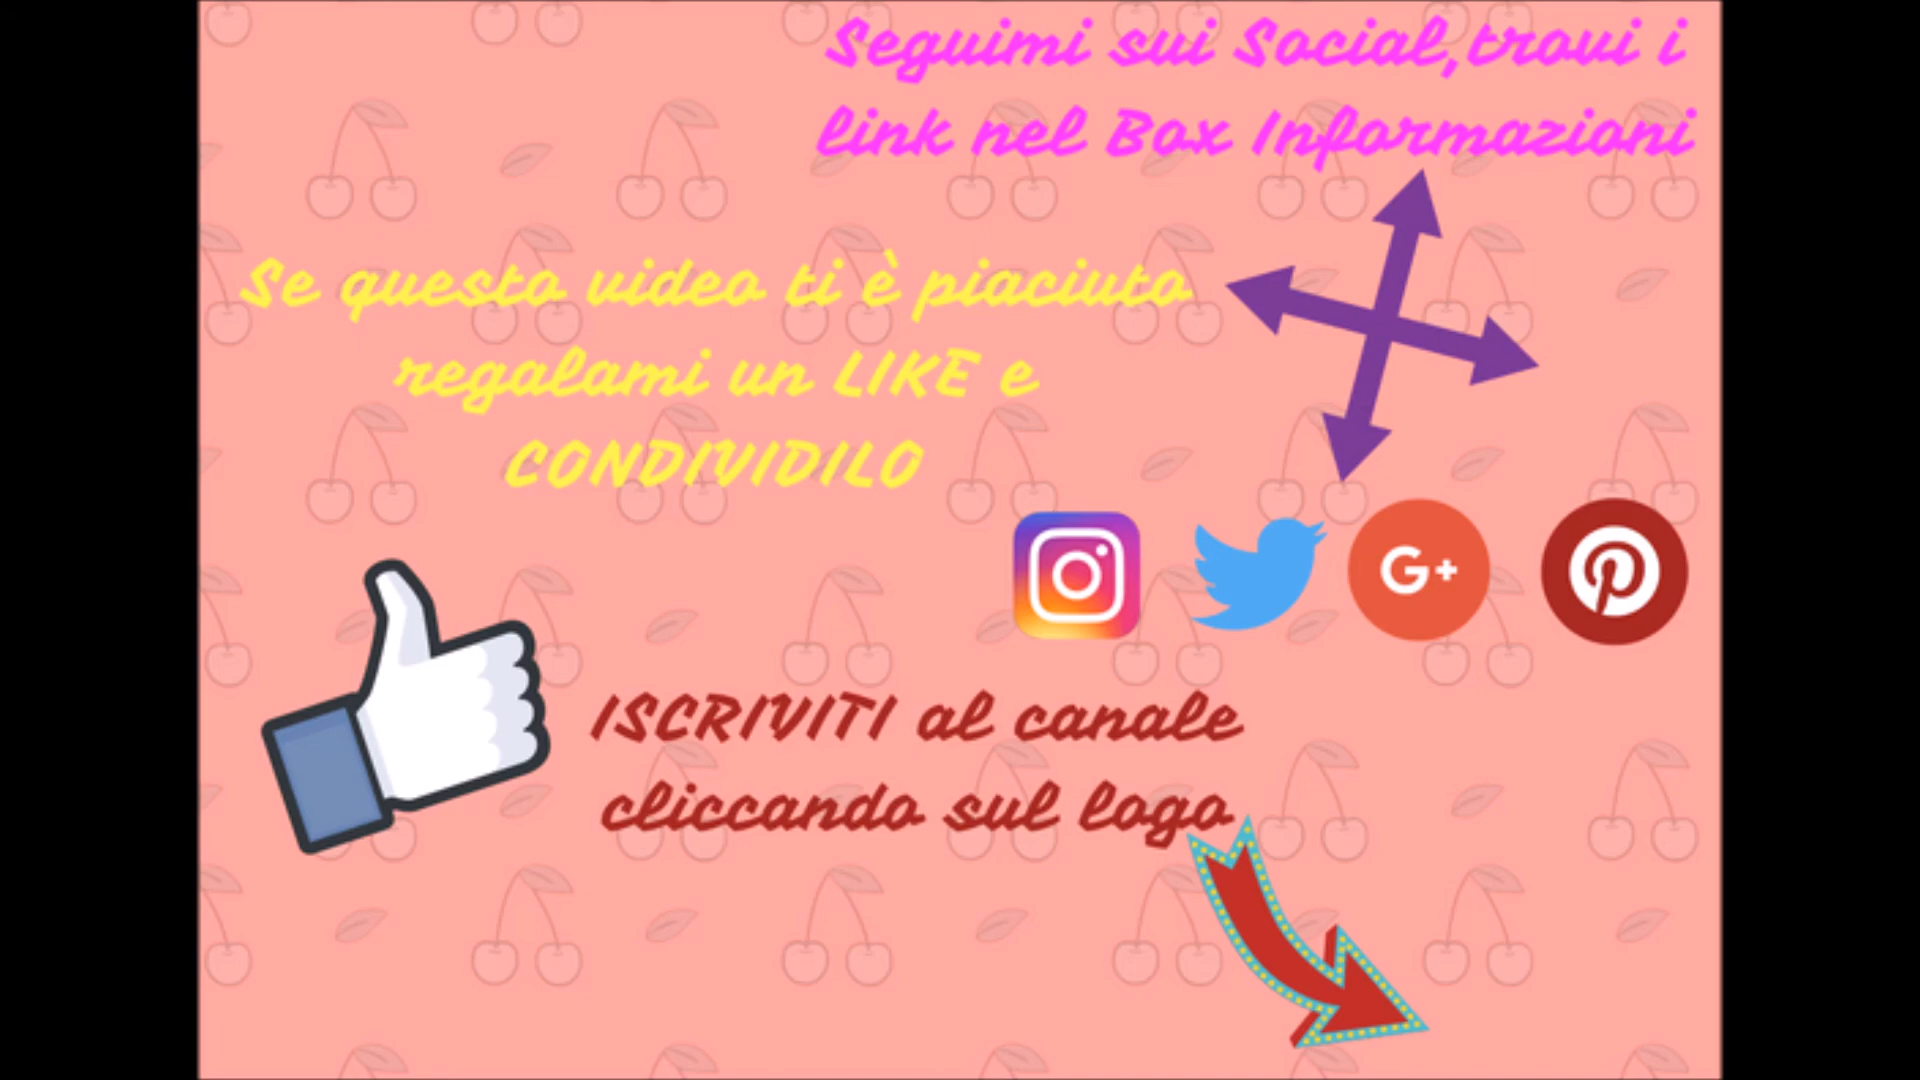 Seguimi sui Social,trovi i
link nel Box Informazioni
Se questo video ti è piaciuto
regalami un LIKE e
CONDIVIDILO
G+
ISCRIVITI al canale
cliccando sul logo